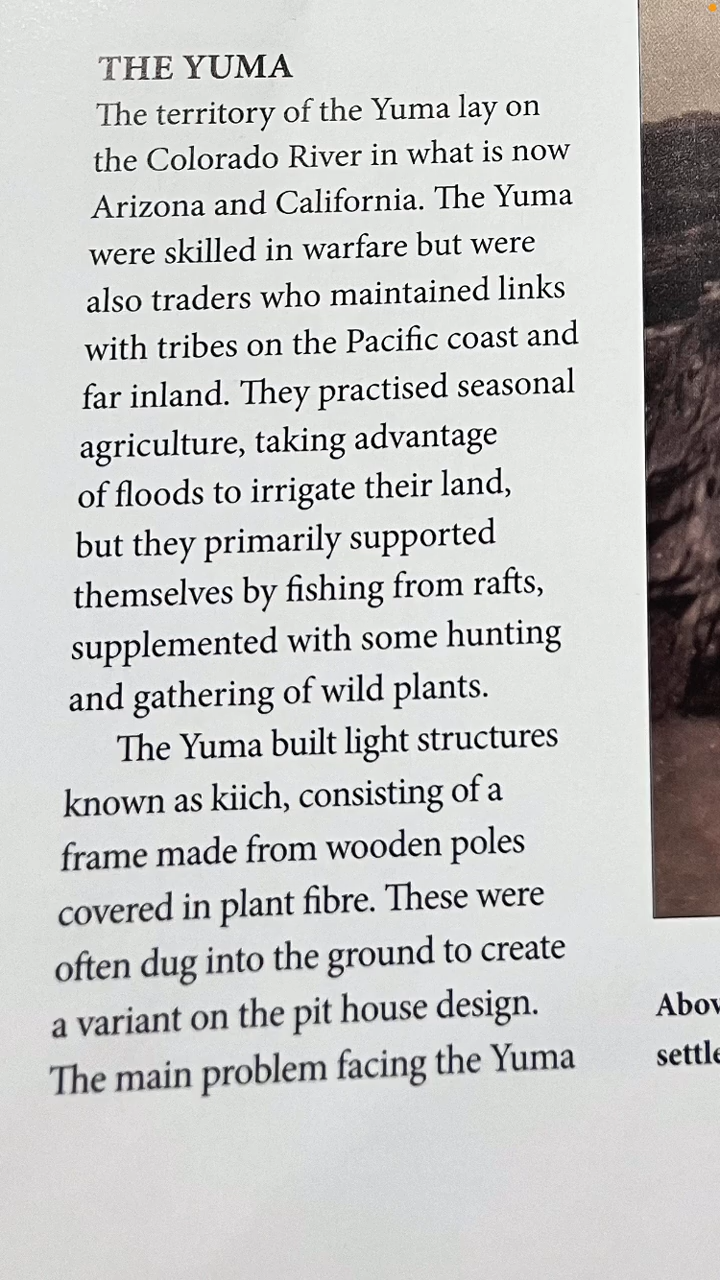 THE YUMA
The territory of the Yuma lay on
the Colorado River in what is now
Arizona and California. The Yuma
were skilled in warfare but were
also traders who maintained links
with tribes on the Pacific coast and
far inland. They practised seasonal
agriculture, taking advantage
of floods to irrigate their land,
but they primarily supported
themselves by fishing from rafts,
supplemented with some hunting
and gathering of wild plants.
The Yuma built light structures
known as kiich, consisting of a
frame made from wooden poles
covered in plant fibre. These were
often dug into the ground to create
a variant on the pit house design.
The main problem facing the Yuma